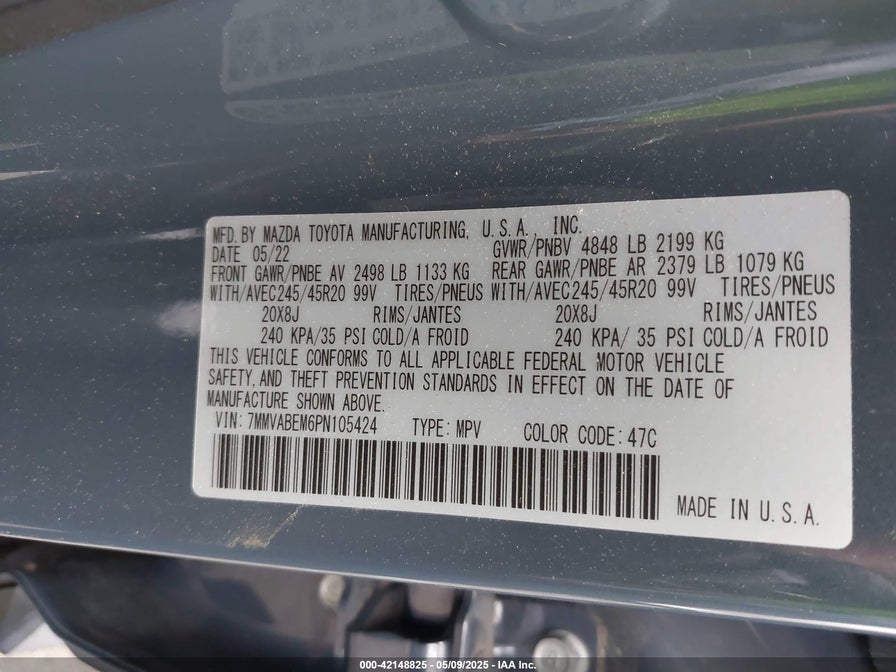 MFD. BY MAZDA TOYOTA MANUFACTURING, U.S.A., INC.
DATE 05/22 GVWR/PNBV 4848 LB 2199 KG
FRONT GAWR/PNBE AV 2498 LB 1133 KG REAR GAWR/PNBE AR 2379 LB 1079 KG
WITH/AVEC245/45R20 99V TIRES/PNEUS WITH/AVEC245/45R20 99V TIRES/PNEUS
20X8J RIMS/JANTES 20X8J RIMS/JANTES
240 KPA/35 PSI COLD/A FROID 240 KPA/ 35 PSI COLD/A FROID
THIS VEHICLE CONFORMS TO ALL APPLICABLE FEDERAL MOTOR VEHICLE
SAFETY, AND THEFT PREVENTION STANDARDS IN EFFECT ON THE DATE OF
MANUFACTURE SHOWN ABOVE.
VIN: 7MMVABEM6PN105424 TYPE: MPV COLOR CODE: 47C
MADE IN U.S.A.
000-42148825 - 05/09/2025 - IAA Inc.